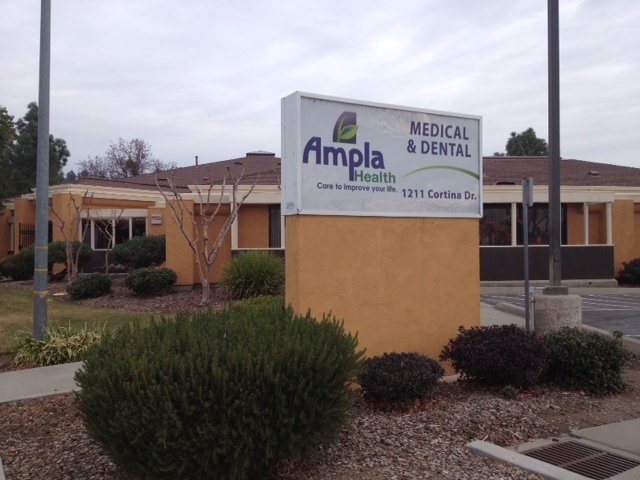 Ampla
Health
Care to improve your life.
MEDICAL
& DENTAL
1211 Cortina Dr.